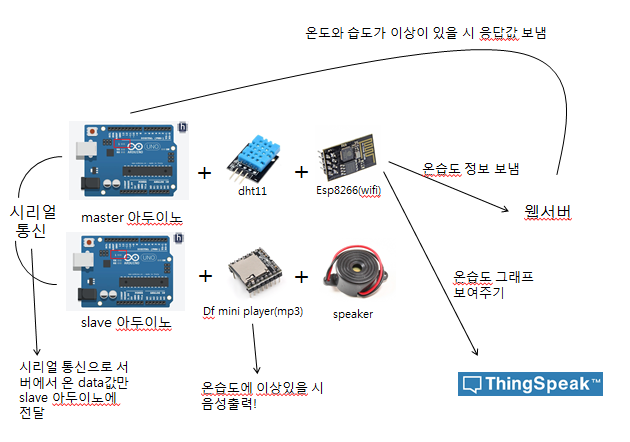 온도와 습도가 이상이 있을 시 응답값 보냄
시리얼
통신
master 아두이노
+
dht11
+
Esp8266(wifi)
온습도 정보 보냄
웹서버
slave 아두이노
+
Df mini player(mp3)
+
speaker
온습도 그래프
보여주기
시리얼 통신으로 서
버에서 온 data값만
slave 아두이노에
전달
온습도에 이상있을 시
음성출력!
ThingSpeak™